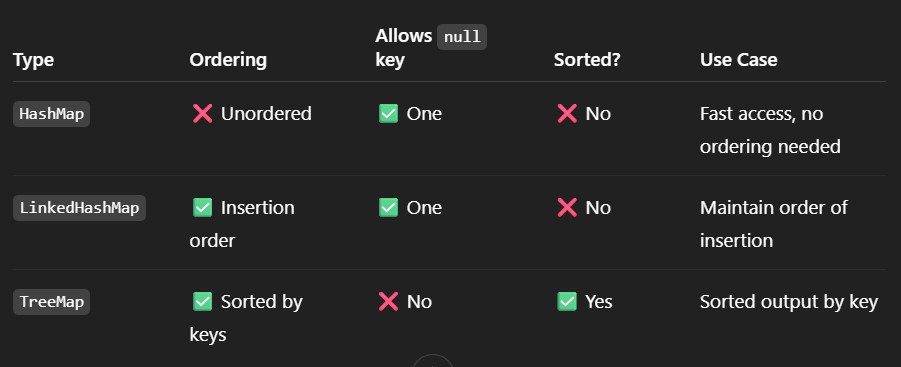 Type Ordering Allows null key Sorted? Use Case
HashMap ❌ Unordered ✅ One ❌ No Fast access, no
ordering needed
LinkedHashMap ✅ Insertion ✅ One ❌ No Maintain order of
order insertion
TreeMap ✅ Sorted by ❌ No ✅ Yes Sorted output by key
keys